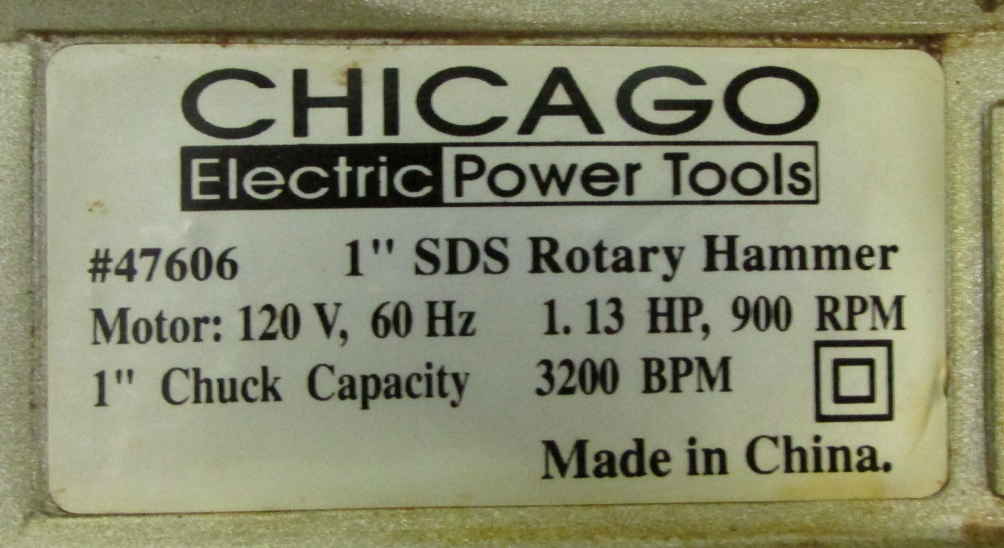 CHICAGO
Electric Power Tools
#47606 1" SDS Rotary Hammer
Motor: 120 V, 60 Hz 1.13 HP, 900 RPM
1" Chuck Capacity 3200 BPM
Made in China.